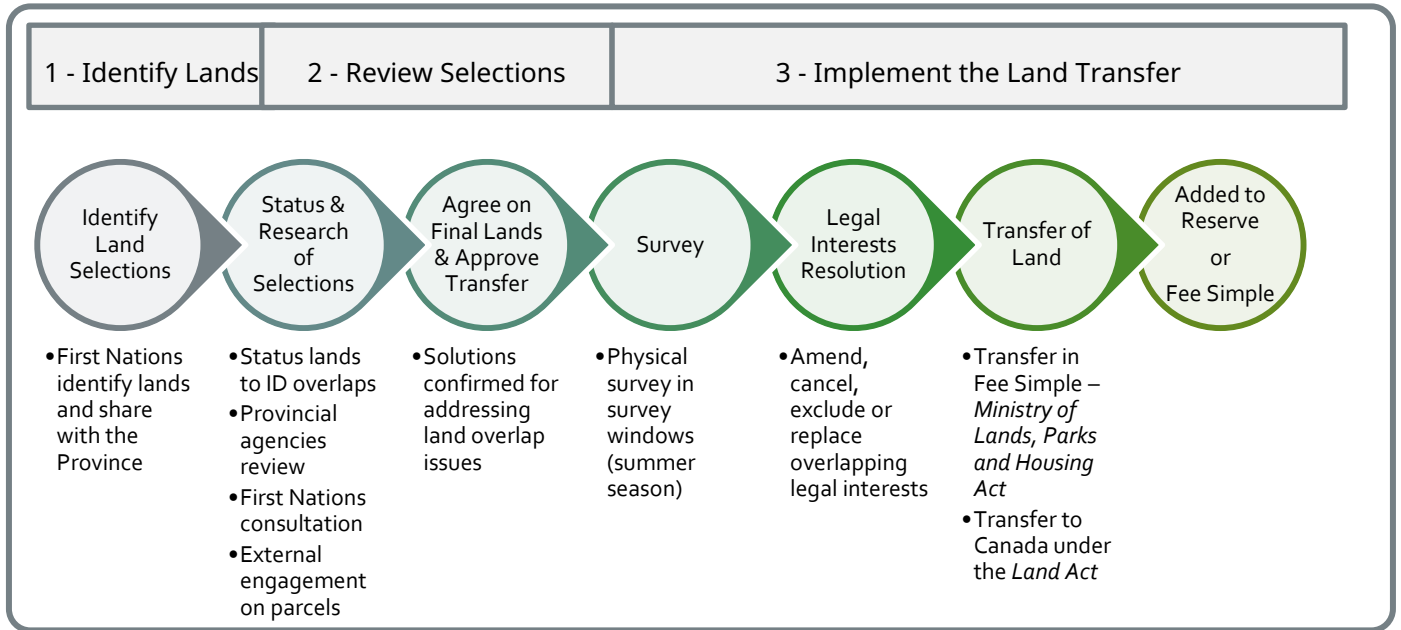 1 - Identify Lands
2 - Review Selections
3 - Implement the Land Transfer
Identify
Land
Selections
Status &
Research
of
Selections
Agree on
Final Lands
& Approve
Transfer
Survey
Legal
Interests
Resolution
Transfer of
Land
Added to
Reserve
or
Fee Simple
•First Nations
identify lands
and share
with the
Province
•Status lands
to ID overlaps
•Provincial
agencies
review
•First Nations
consultation
•External
engagement
on parcels
•Solutions
confirmed for
addressing
land overlap
issues
•Physical
survey in
survey
windows
(summer
season)
•Amend,
cancel,
exclude or
replace
overlapping
legal interests
•Transfer in
Fee Simple –
Ministry of
Lands, Parks
and Housing
Act
•Transfer to
Canada under
the Land Act